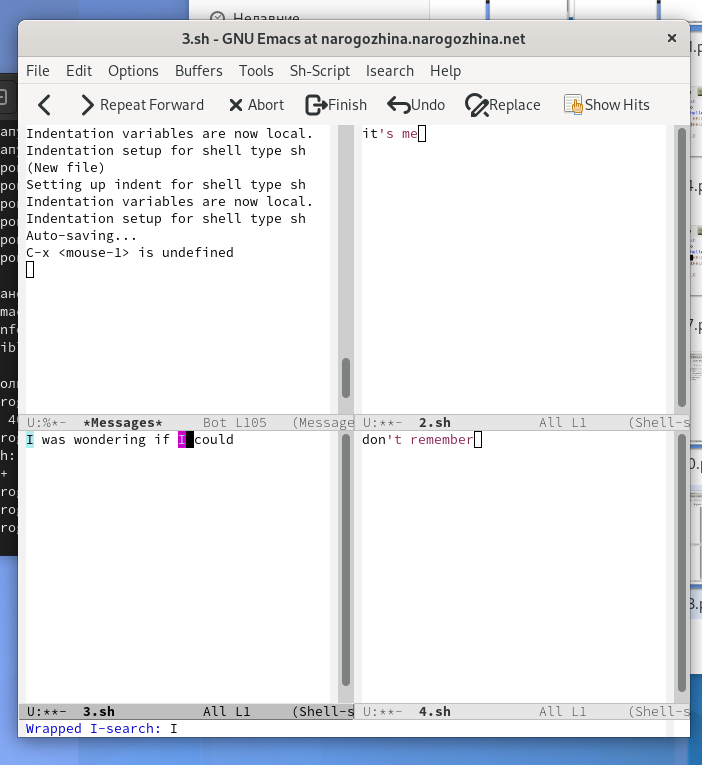 Недавние
3.sh - GNU Emacs at narogozhina.narogozhina.net
File Edit Options Buffers Tools Sh-Script Isearch Help
Repeat Forward Abort Finish Undo Replace Show Hits
Indentation variables are now local.
Indentation setup for shell type sh
(New file)
Setting up indent for shell type sh
Indentation variables are now local.
Indentation setup for shell type sh
Auto-saving...
C-x <mouse-1> is undefined
U:%*- *Messages* Bot L105 (Message
it's me
U:**- 2.sh All L1 (Shell-s
I was wondering if I could
U:**- 3.sh All L1 (Shell-s
don't remember
U:**- 4.sh All L1 (Shell-s
Wrapped I-search: I